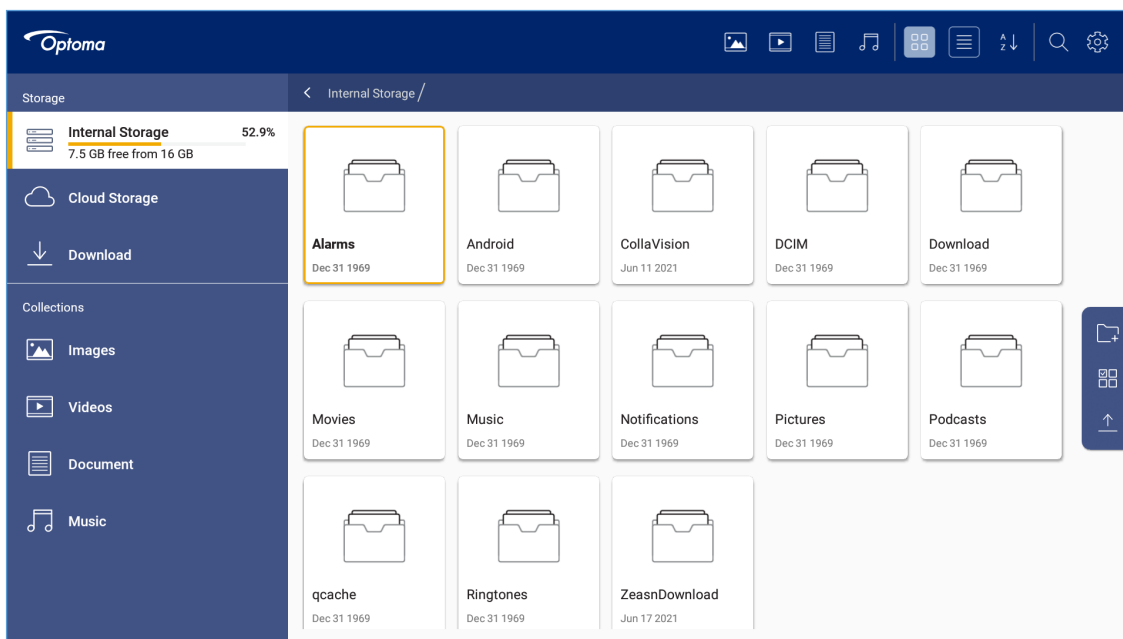 Optoma
A
Z
Storage
Internal Storage /
Internal Storage 52.9%
7.5 GB free from 16 GB
Cloud Storage
Download
Collections
Images
Videos
Document
Music
Alarms
Dec 31 1969
Android
Dec 31 1969
CollaVision
Jun 11 2021
DCIM
Dec 31 1969
Download
Dec 31 1969
Movies
Dec 31 1969
Music
Dec 31 1969
Notifications
Dec 31 1969
Pictures
Dec 31 1969
Podcasts
Dec 31 1969
qcache
Dec 31 1969
Ringtones
Dec 31 1969
ZeasnDownload
Jun 17 2021